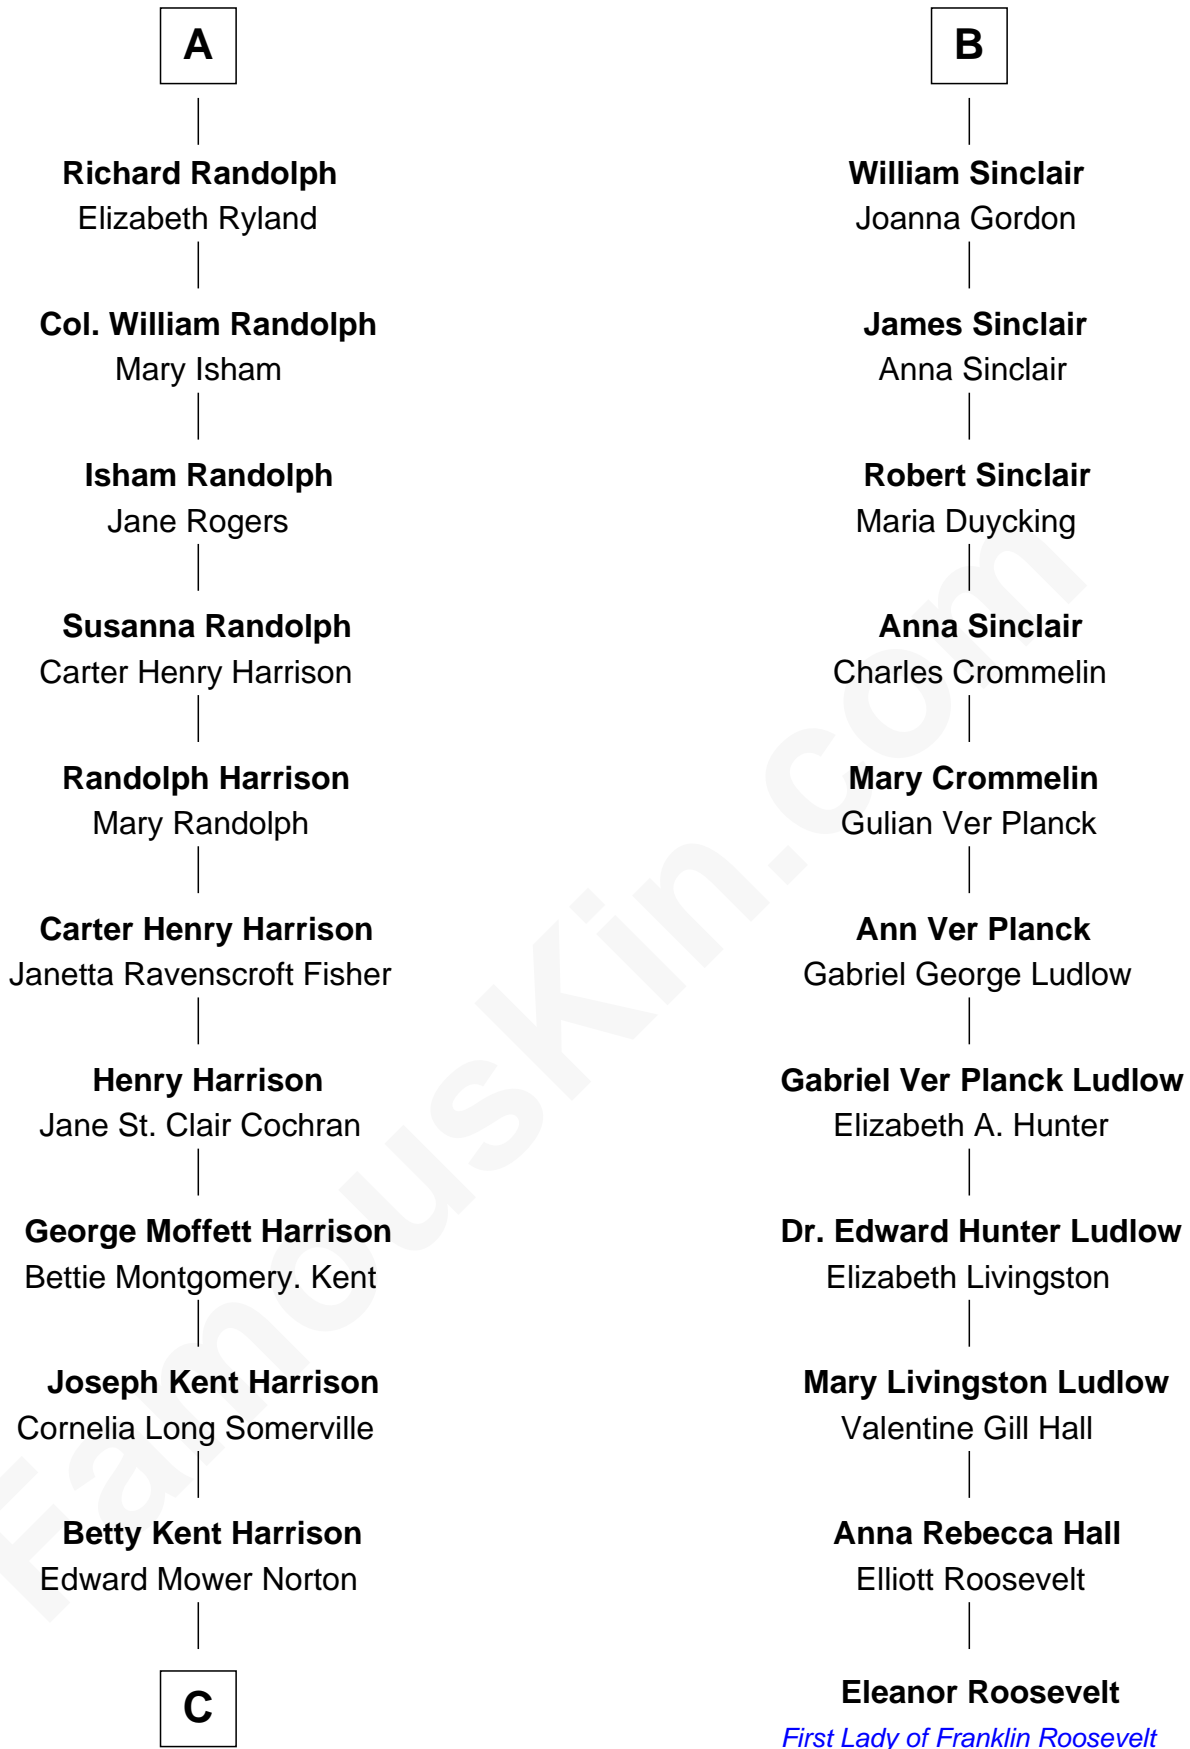 A
Richard Randolph
Elizabeth Ryland
Col. William Randolph
Mary Isham
Isham Randolph
Jane Rogers
Susanna Randolph
Carter Henry Harrison
Randolph Harrison
Mary Randolph
Carter Henry Harrison
Janetta Ravenscroft Fisher
Henry Harrison
Jane St. Clair Cochran
George Moffett Harrison
Bettie Montgomery. Kent
Joseph Kent Harrison
Cornelia Long Somerville
Betty Kent Harrison
Edward Mower Norton
C
B
William Sinclair
Joanna Gordon
James Sinclair
Anna Sinclair
Robert Sinclair
Maria Duycking
Anna Sinclair
Charles Crommelin
Mary Crommelin
Gulian Ver Planck
Ann Ver Planck
Gabriel George Ludlow
Gabriel Ver Planck Ludlow
Elizabeth A. Hunter
Dr. Edward Hunter Ludlow
Elizabeth Livingston
Mary Livingston Ludlow
Valentine Gill Hall
Anna Rebecca Hall
Elliott Roosevelt
Eleanor Roosevelt
First Lady of Franklin Roosevelt
FamousKin.com